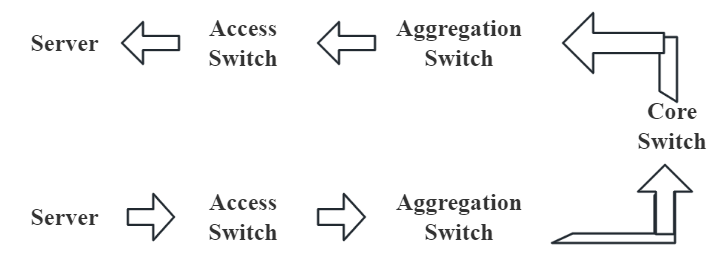 Server
Access
Switch
Aggregation
Switch
Core
Switch
Server
Access
Switch
Aggregation
Switch